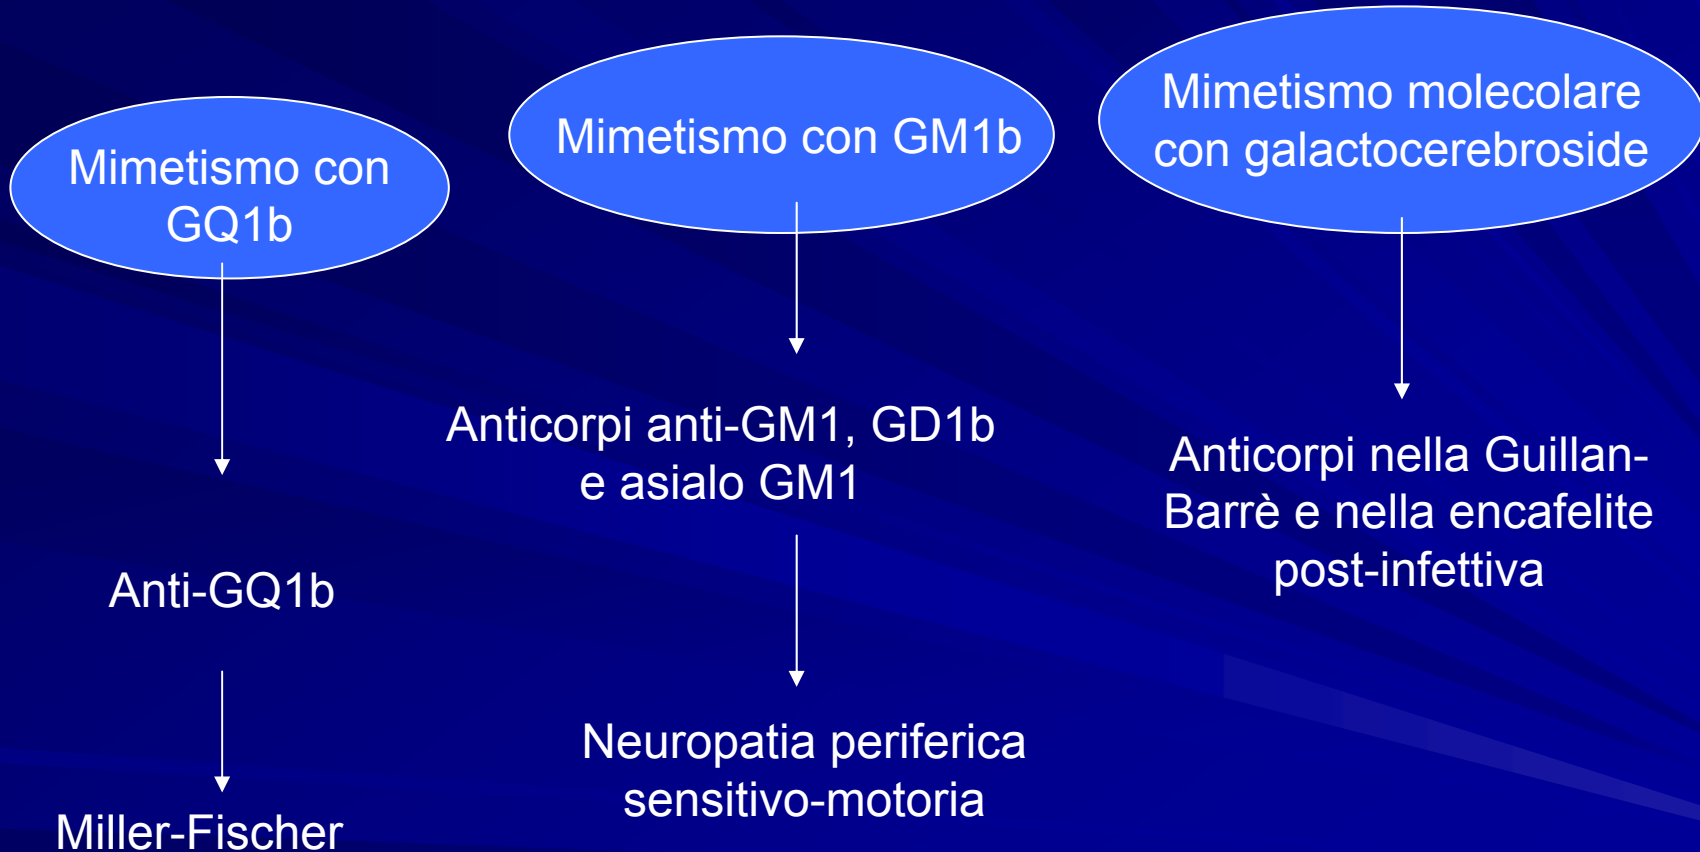 Mimetismo con
GQ1b
Anti-GQ1b
Miller-Fischer
Mimetismo con GM1b
Anticorpi anti-GM1, GD1b
e asialo GM1
Neuropatia periferica
sensitivo-motoria
Mimetismo molecolare
con galactocerebroside
Anticorpi nella Guillan-
Barrè e nella encafelite
post-infettiva